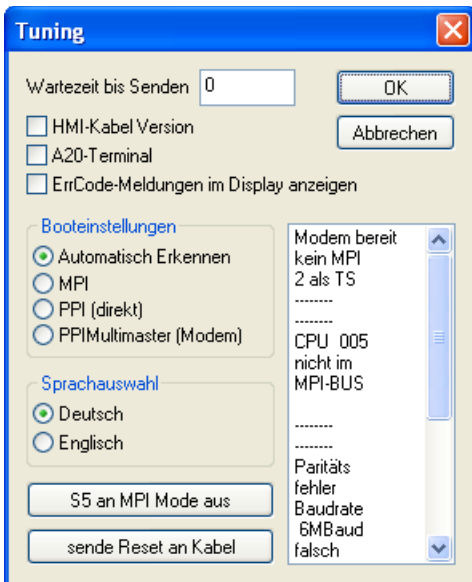 Tuning
Wartezeit bis Senden 0
OK
HMI-Kabel Version
Abbrechen
A20-Terminal
ErrCode-Meldungen im Display anzeigen
Booteinstellungen
Automatisch Erkennen
MPI
PPI (direkt)
PPIMultimaster (Modem)
Sprachauswahl
Deutsch
Englisch
S5 an MPI Mode aus
sende Reset an Kabel
Modem bereit
kein MPI
2 als TS
--------
--------
CPU  005
nicht im
MPI-BUS
--------
--------
Paritäts
fehler
Baudrate
6MBaud
falsch